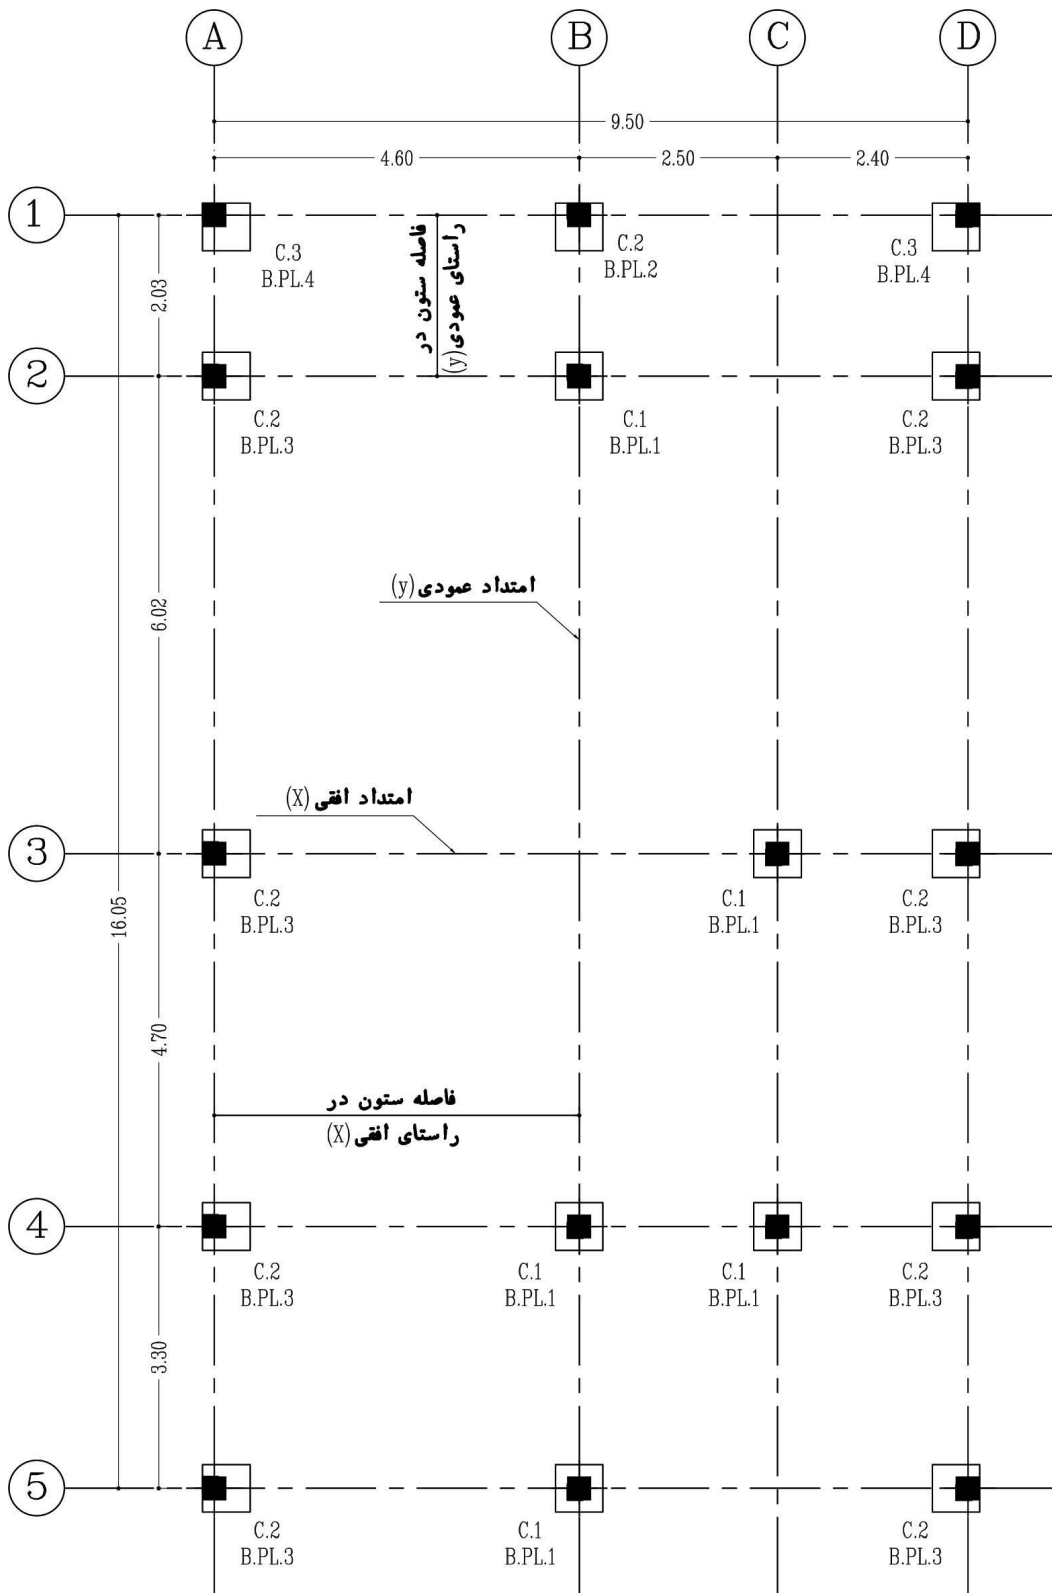 A B C D
9.50
4.60 2.50 2.40
1
C.3
B.PL.4
فاصله ستون در
راستای عمودی(y)
C.2
B.PL.2
C.3
B.PL.4
2.03
2
C.2
B.PL.3
C.1
B.PL.1
C.2
B.PL.3
امتداد عمودی(y)
6.02
امتداد افقی(X)
3
16.05
C.2
B.PL.3
C.1
B.PL.1
C.2
B.PL.3
4.70
فاصله ستون در
راستای افقی(X)
4
C.2
B.PL.3
C.1
B.PL.1
C.1
B.PL.1
C.2
B.PL.3
3.30
5
C.2
B.PL.3
C.1
B.PL.1
C.2
B.PL.3